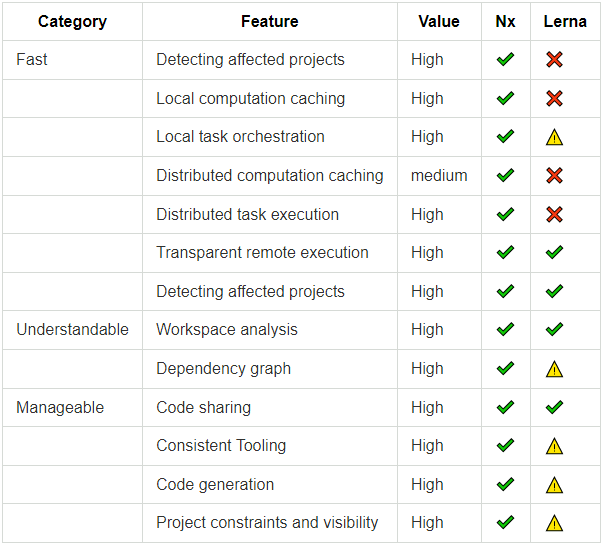 Category Feature Value Nx Lerna
Fast Detecting affected projects High ✔ ❌
Local computation caching High ✔ ❌
Local task orchestration High ✔ ⚠
Distributed computation caching medium ✔ ❌
Distributed task execution High ✔ ❌
Transparent remote execution High ✔ ✔
Detecting affected projects High ✔ ✔
Understandable Workspace analysis High ✔ ✔
Dependency graph High ✔ ⚠
Manageable Code sharing High ✔ ✔
Consistent Tooling High ✔ ⚠
Code generation High ✔ ⚠
Project constraints and visibility High ✔ ⚠